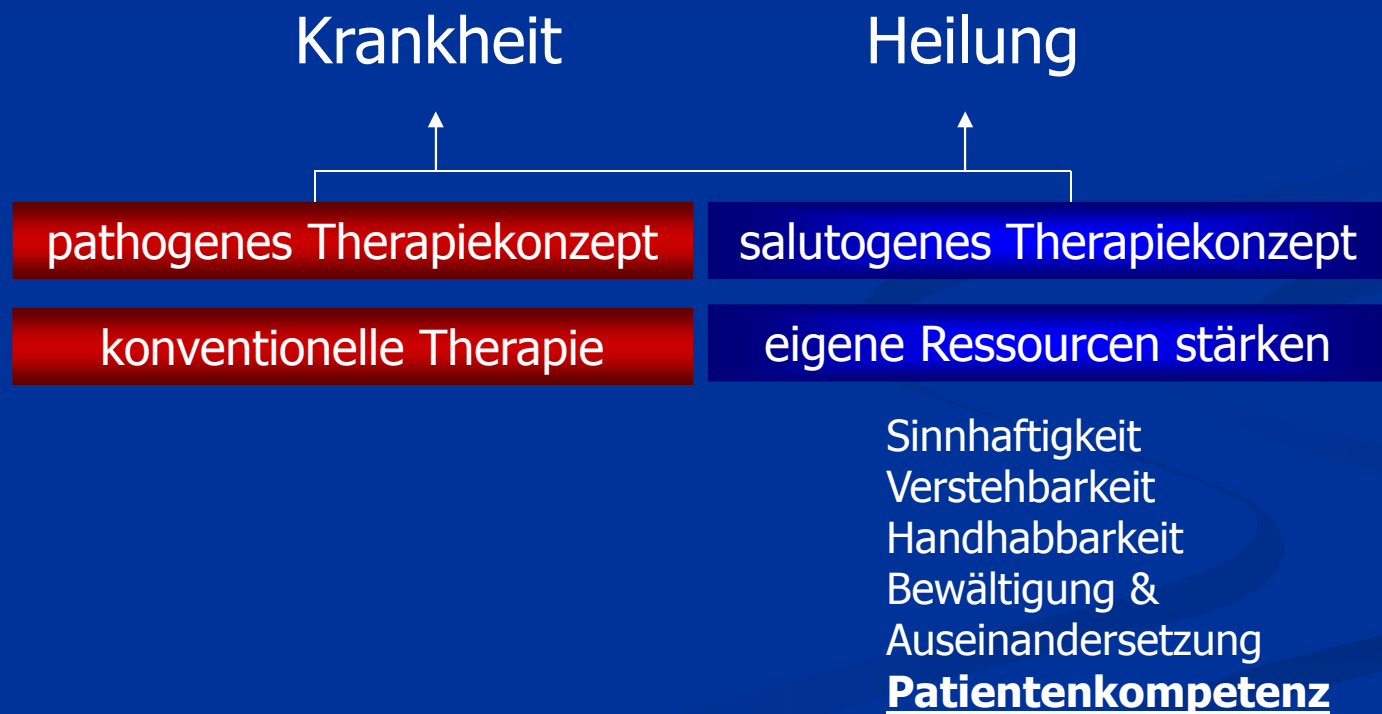 Krankheit
Heilung
pathogenes Therapiekonzept
salutogenes Therapiekonzept
konventionelle Therapie
eigene Ressourcen stärken
Sinnhaftigkeit
Verstehbarkeit
Handhabbarkeit
Bewältigung &
Auseinandersetzung
Patientenkompetenz